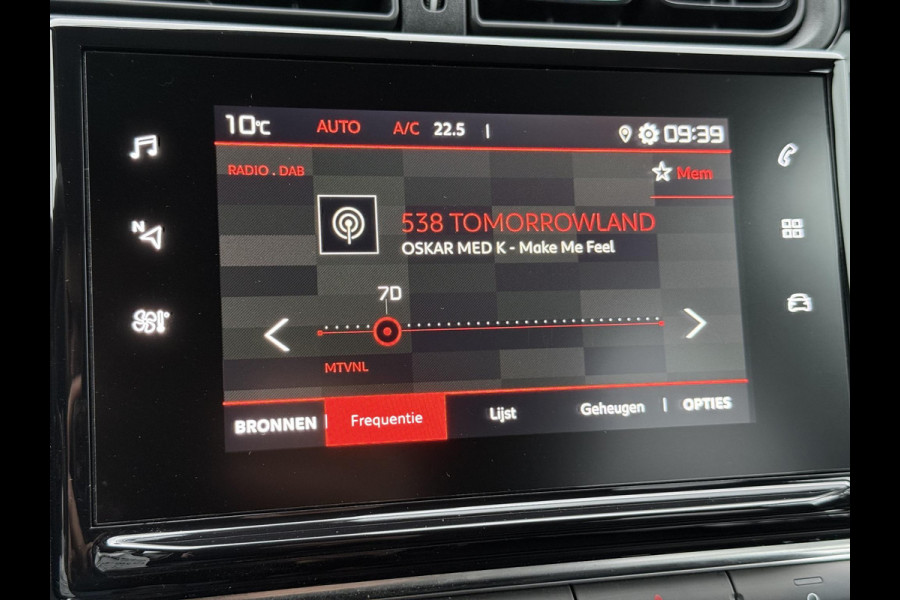 10°C AUTO A/C 22.5 | 09:39
RADIO . DAB Mem
538 TOMORROWLAND
OSKAR MED K - Make Me Feel
N
7D
MTVNL
BRONNEN | Frequentie Lijst Geheugen | OPTIES